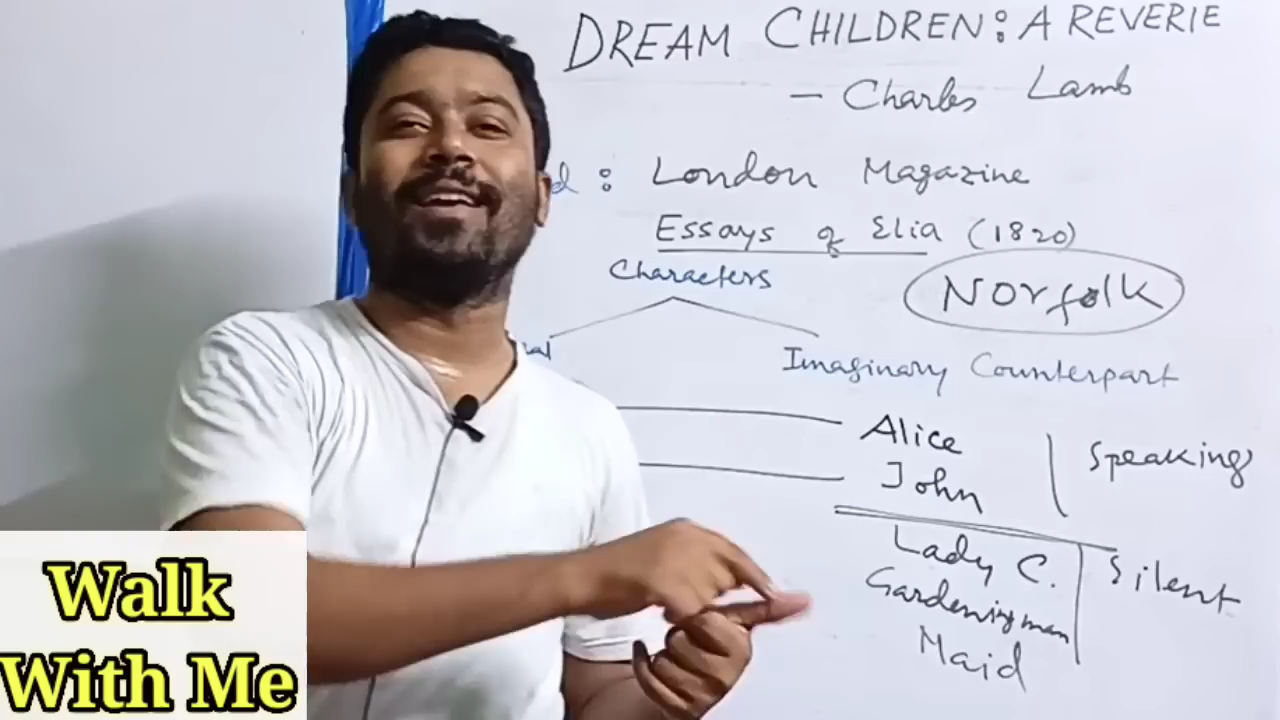 DREAM CHILDREN: A REVERIE
- Charles Lamb
d: London Magazine
Essays of Elia (1820)
Characters
Norfolk
al
Imaginary Counterpart
Alice
John
Speaking
Lady C.
Gardening man
Maid
Silent
Walk
With Me